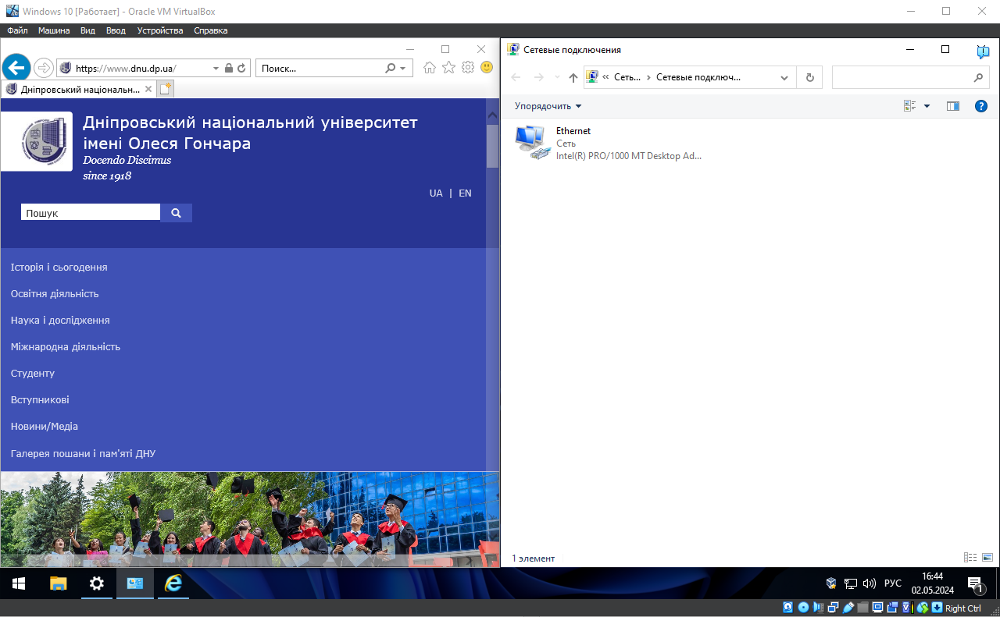 Windows 10 [Работает] - Oracle VM VirtualBox
Файл Машина Вид Ввод Устройства Справка
https://www.dnu.dp.ua/
Поиск...
Дніпровський національн...
Дніпровський національний університет
імені Олеся Гончара
Docendo Discimus
since 1918
UA | EN
Пошук
Історія і сьогодення
Освітня діяльність
Наука і дослідження
Міжнародна діяльність
Студенту
Вступникові
Новини/Медіа
Галерея пошани і пам'яті ДНУ
Сетевые подключения
« Сеть... › Сетевые подключ...
Упорядочить
Ethernet
Сеть
Intel(R) PRO/1000 MT Desktop Ad...
1 элемент
РУС
16:44
02.05.2024
1
Right Ctrl